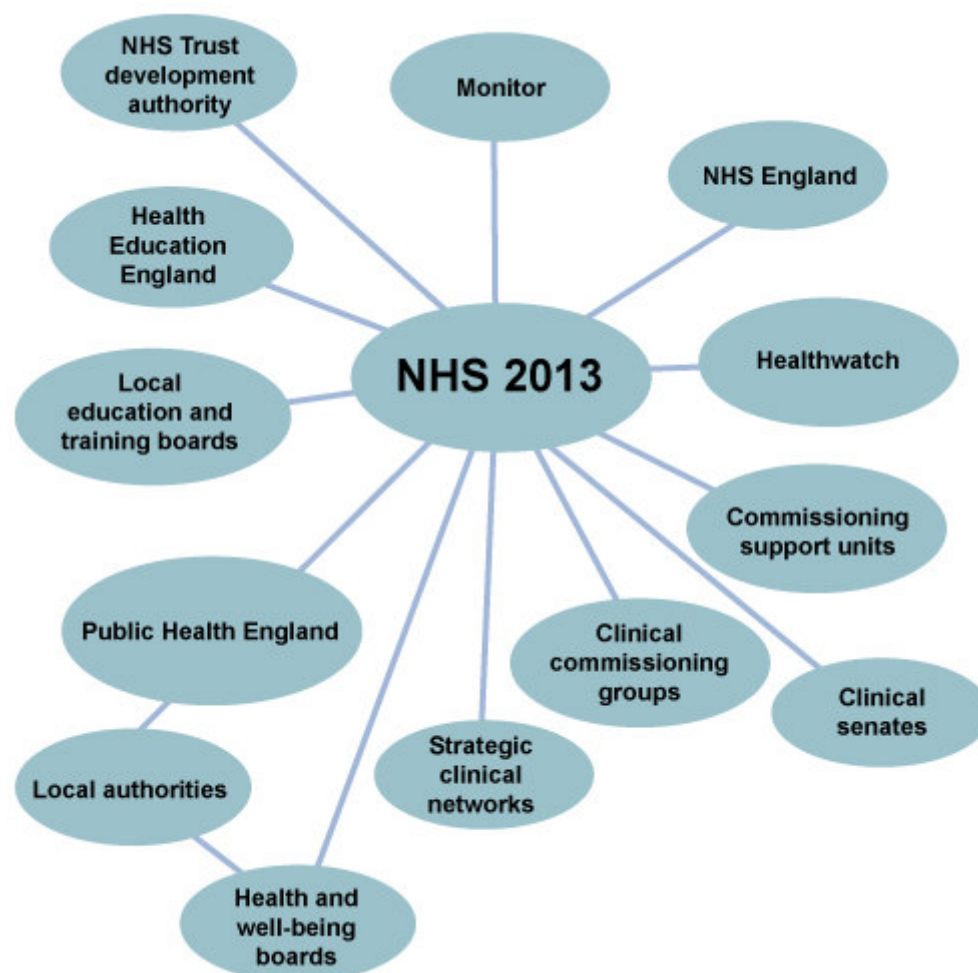 NHS Trust
development
authority
Monitor
NHS England
Health
Education
England
NHS 2013
Healthwatch
Local
education and
training boards
Commissioning
support units
Public Health England
Clinical
commissioning
groups
Clinical
senates
Strategic
clinical
networks
Local authorities
Health and
well-being
boards